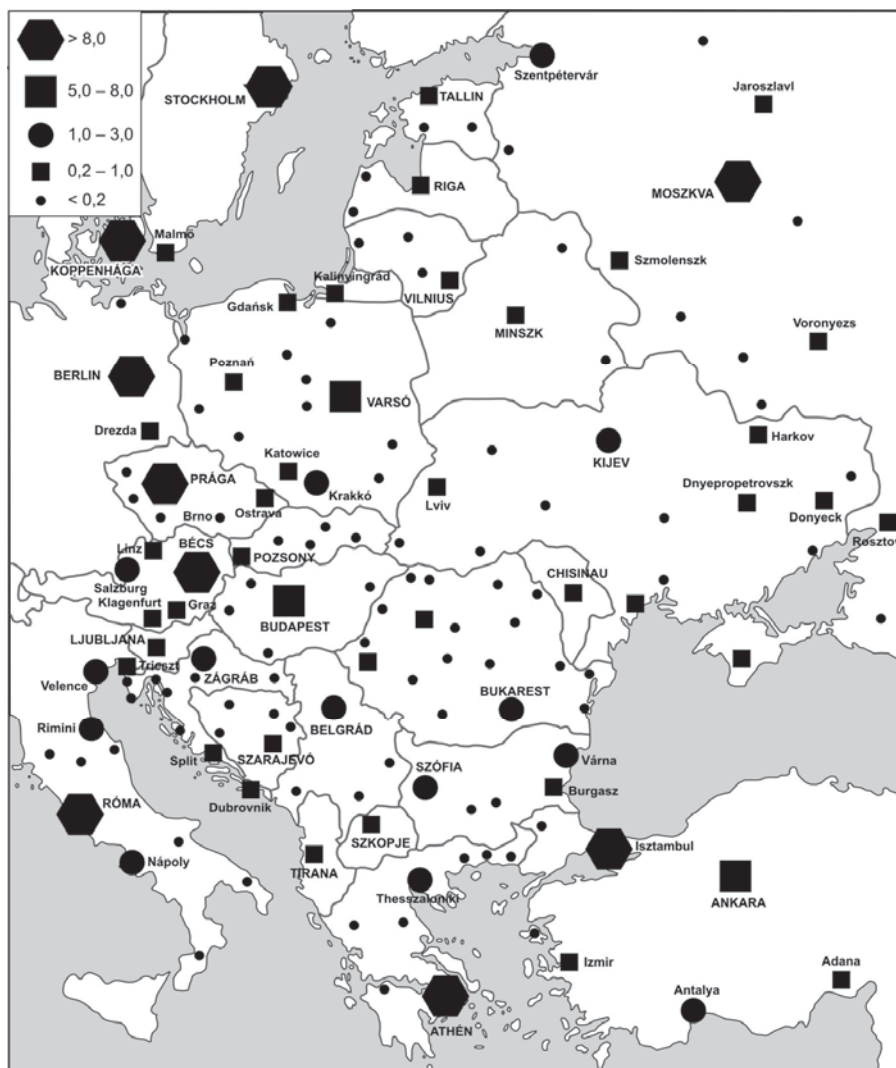 > 8,0
5,0 – 8,0
1,0 – 3,0
0,2 – 1,0
< 0,2
STOCKHOLM
Szentpétervár
TALLIN
Jaroszlavl
RIGA
MOSZKVA
Malmö
KOPPENHÁGA
Szmolenszk
Kalinyingrád
VILNIUS
Gdańsk
MINSZK
Voronyezs
Poznań
BERLIN
VARSÓ
Drezda
Harkov
KIJEV
Katowice
PRÁGA
Krakkó
Ostrava
Lviv
Dnyepropetrovszk
Donyeck
Brno
Rosztov
BÉCS
Linz
POZSONY
Salzburg
CHISINAU
Klagenfurt
Graz
BUDAPEST
LJUBLJANA
Trieszt
ZÁGRÁB
Velence
BUKAREST
Rimini
BELGRÁD
Split
SZARAJEVÓ
SZÓFIA
Várna
Dubrovnik
Burgasz
RÓMA
SZKOPJE
Isztambul
Nápoly
TIRANA
Thesszaloniki
ANKARA
Izmir
Adana
Antalya
ATHÉN